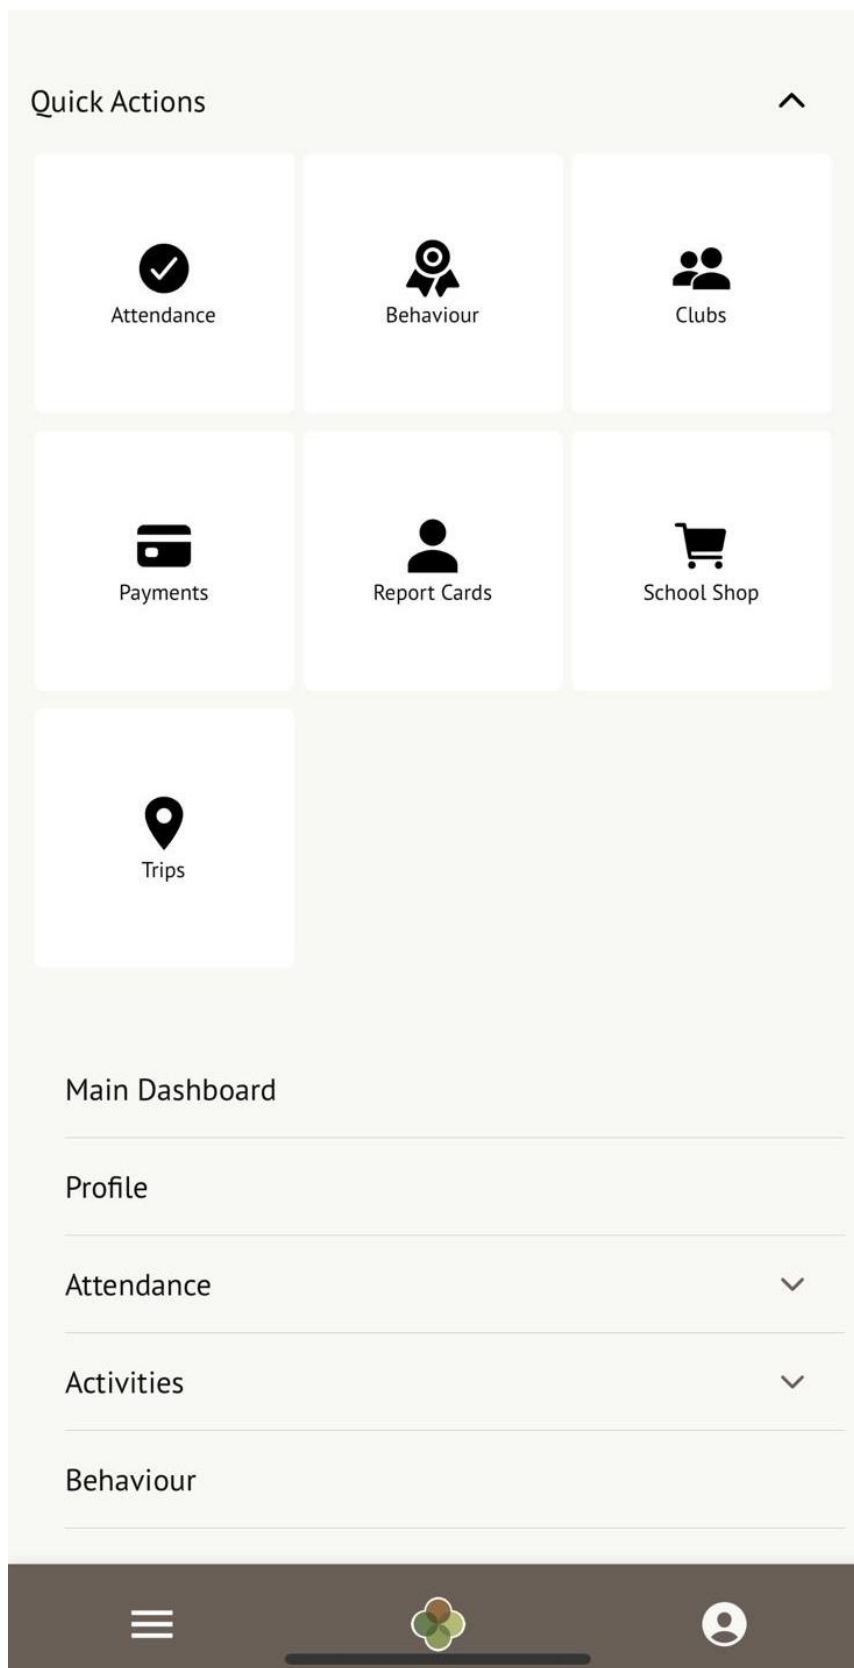 Quick Actions
Attendance
Behaviour
Clubs
Payments
Report Cards
School Shop
Trips
Main Dashboard
Profile
Attendance
Activities
Behaviour